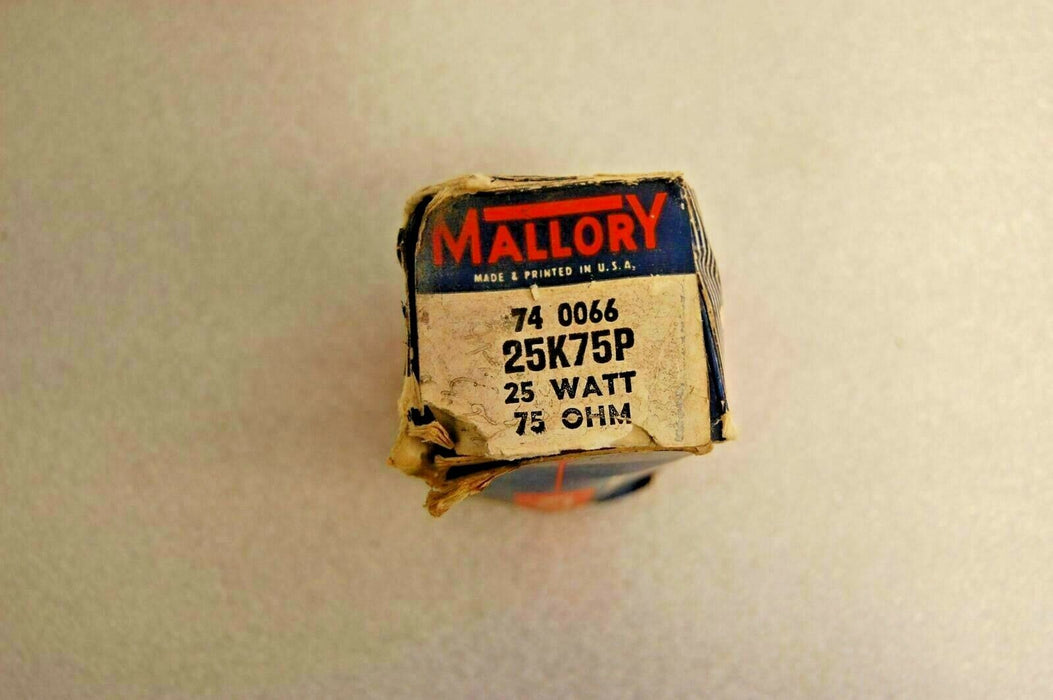 MALLORY
MADE & PRINTED IN U.S.A.
74 0066
25K75P
25 WATT
75 OHM